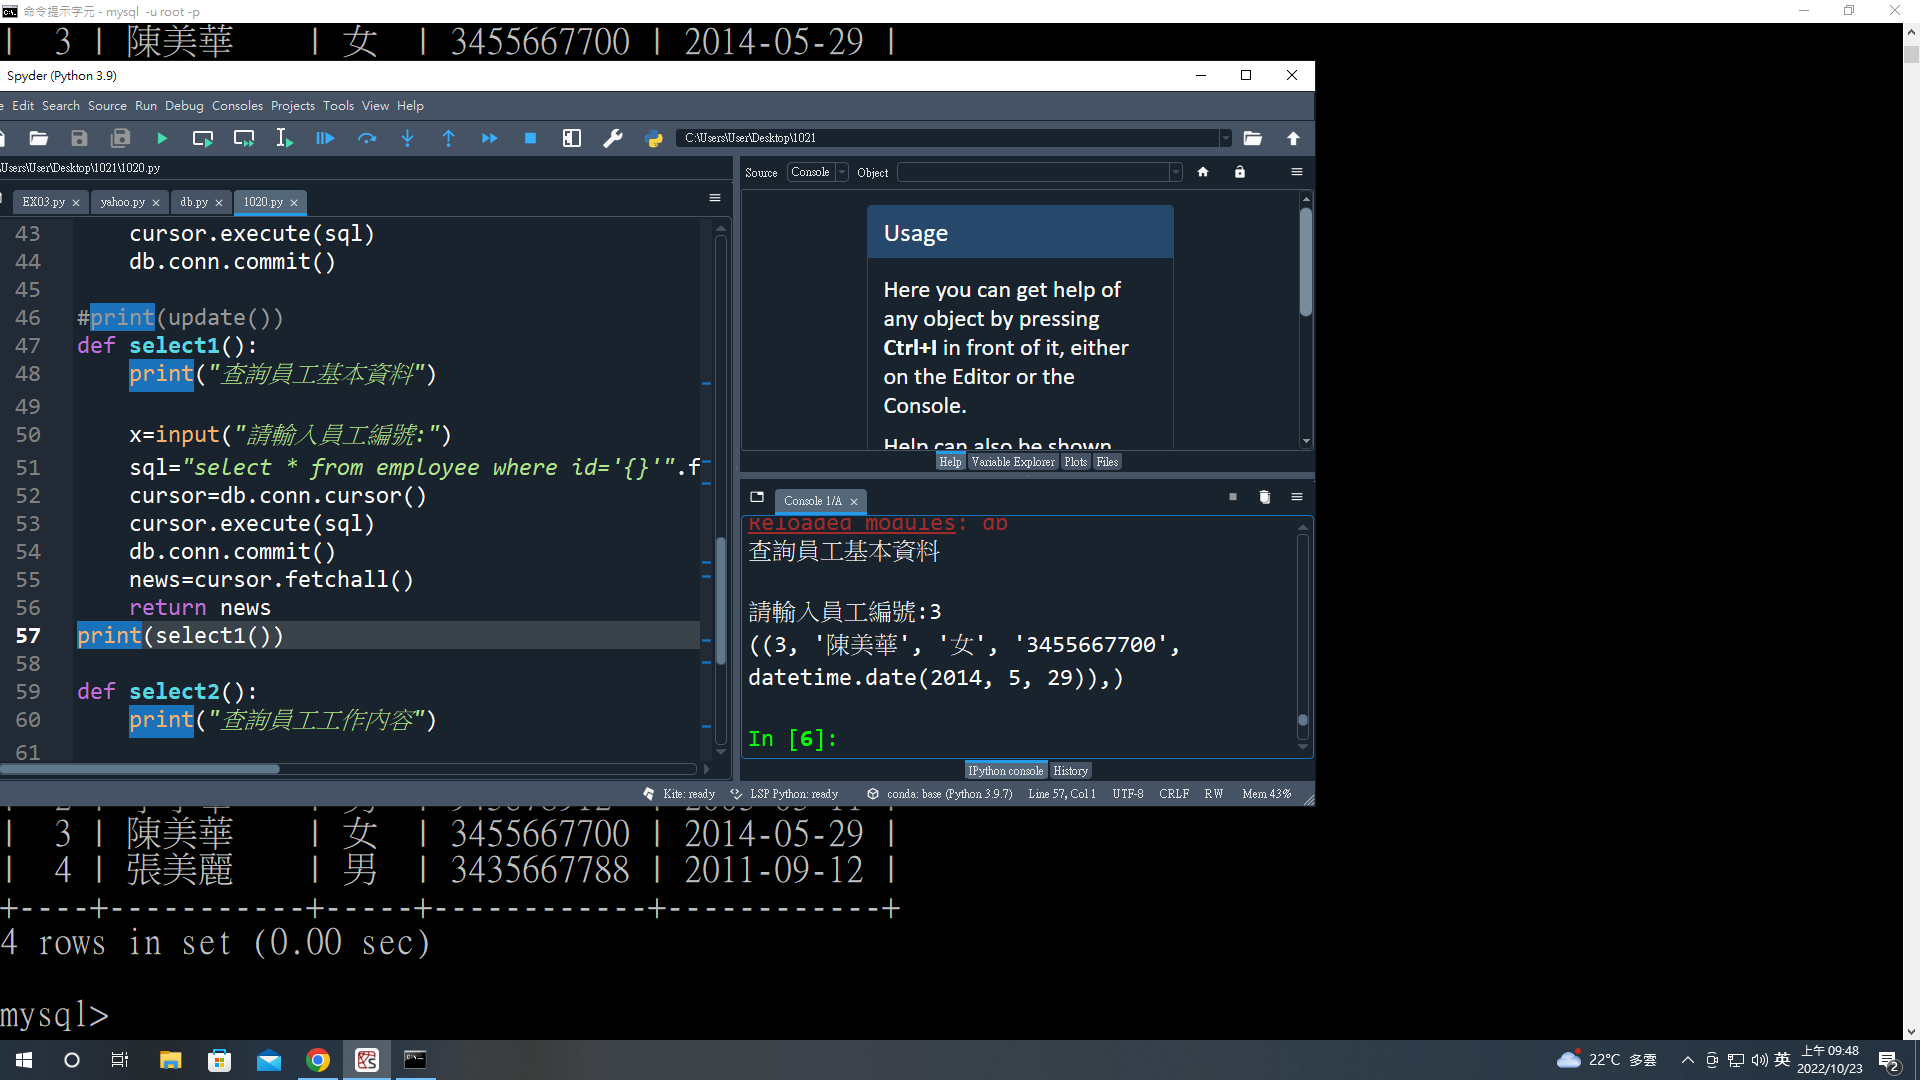 命令提示字元 - mysql -u root -p
| 3 | 陳美華 | 女 | 3455667700 | 2014-05-29 |
Spyder (Python 3.9)
Edit Search Source Run Debug Consoles Projects Tools View Help
C:\Users\User\Desktop\1021
Users\User\Desktop\1021\1020.py
EX03.py
yahoo.py
db.py
1020.py
43 cursor.execute(sql)
44 db.conn.commit()
45
46 #print(update())
47 def select1():
48 print("查詢員工基本資料")
49
50 x=input("請輸入員工編號:")
51 sql="select * from employee where id='{}'".f
52 cursor=db.conn.cursor()
53 cursor.execute(sql)
54 db.conn.commit()
55 news=cursor.fetchall()
56 return news
57 print(select1())
58
59 def select2():
60 print("查詢員工工作內容")
61
Source Console Object
Usage
Here you can get help of
any object by pressing
Ctrl+I in front of it, either
on the Editor or the
Console.
Help can also be shown
Help Variable Explorer Plots Files
Console 1/A
Reloaded modules: db
查詢員工基本資料
請輸入員工編號:3
((3, '陳美華', '女', '3455667700',
datetime.date(2014, 5, 29)),)
In [6]:
IPython console History
Kite: ready LSP Python: ready conda: base (Python 3.9.7) Line 57, Col 1 UTF-8 CRLF RW Mem 43%
| 3 | 陳美華 | 女 | 3455667700 | 2014-05-29 |
| 4 | 張美麗 | 男 | 3435667788 | 2011-09-12 |
+----+-----------+-----+------------+------------+
4 rows in set (0.00 sec)
mysql>
22°C 多雲
英
上午 09:48
2022/10/23
2